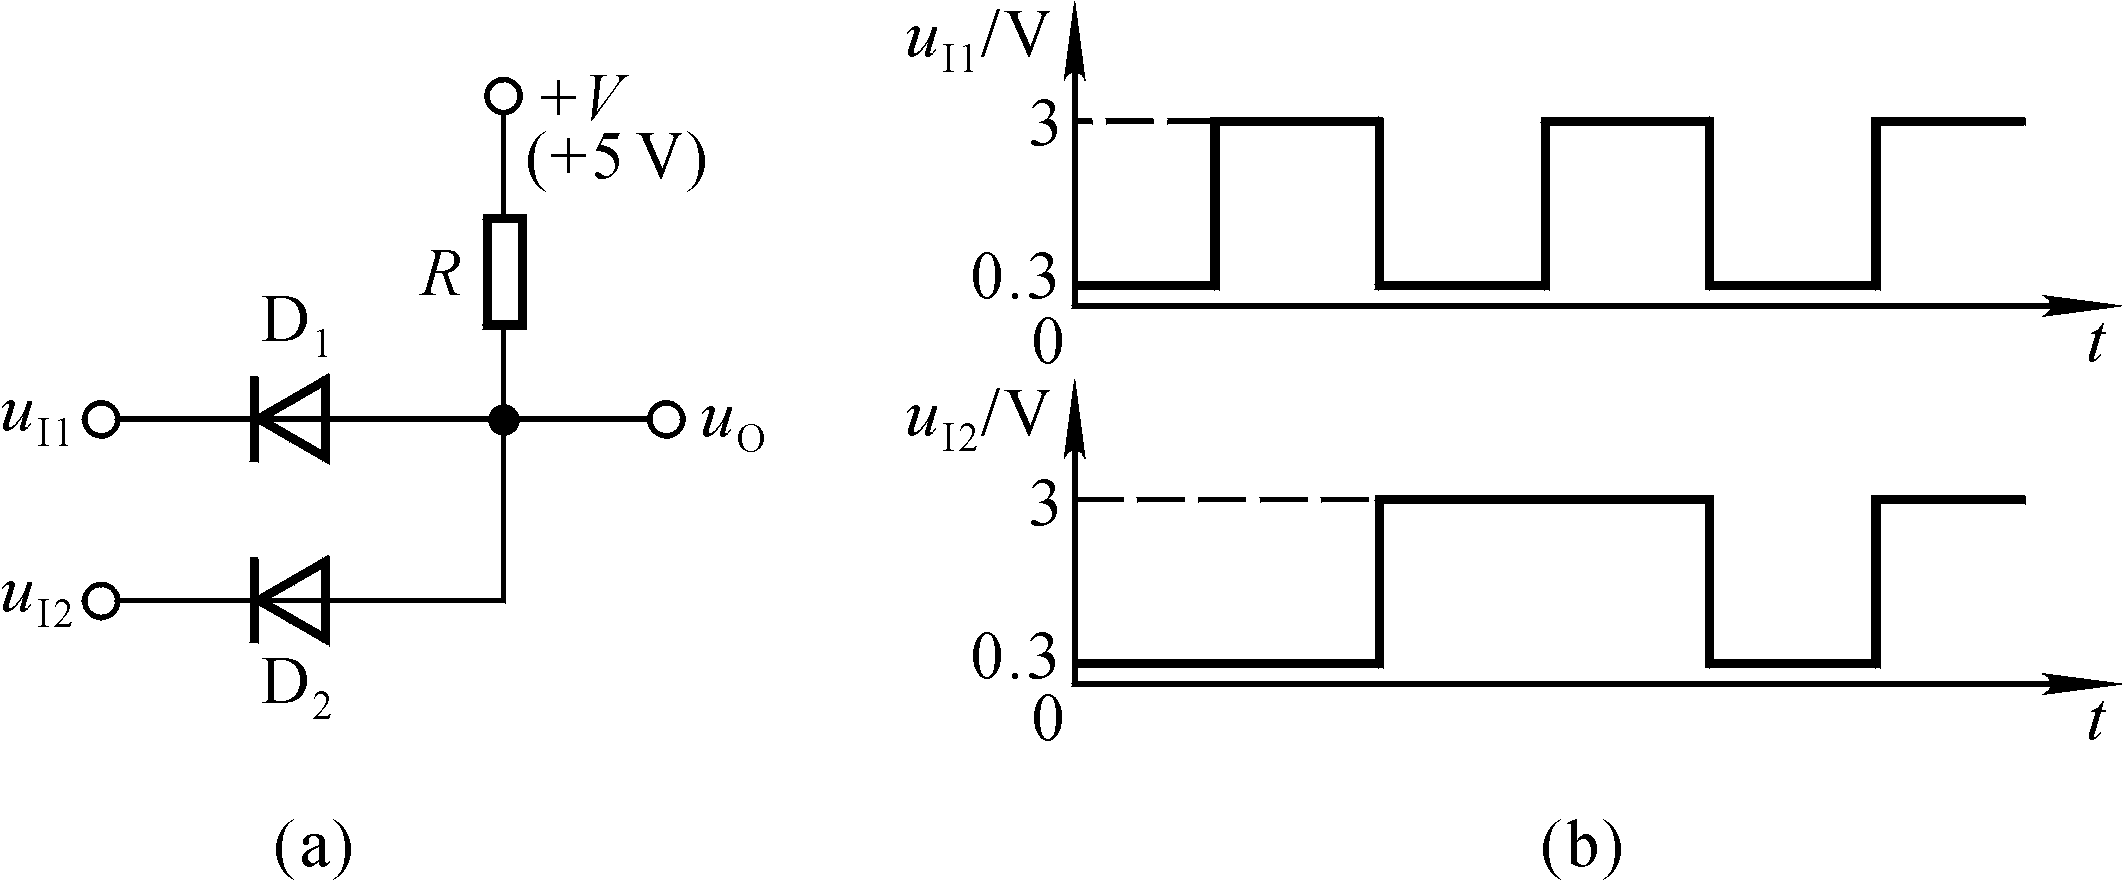 +V
(+5 V)
R
D1
uI1
uO
uI2
D2
(a)
uI1/V
3
0.3
0
t
uI2/V
3
0.3
0
t
(b)